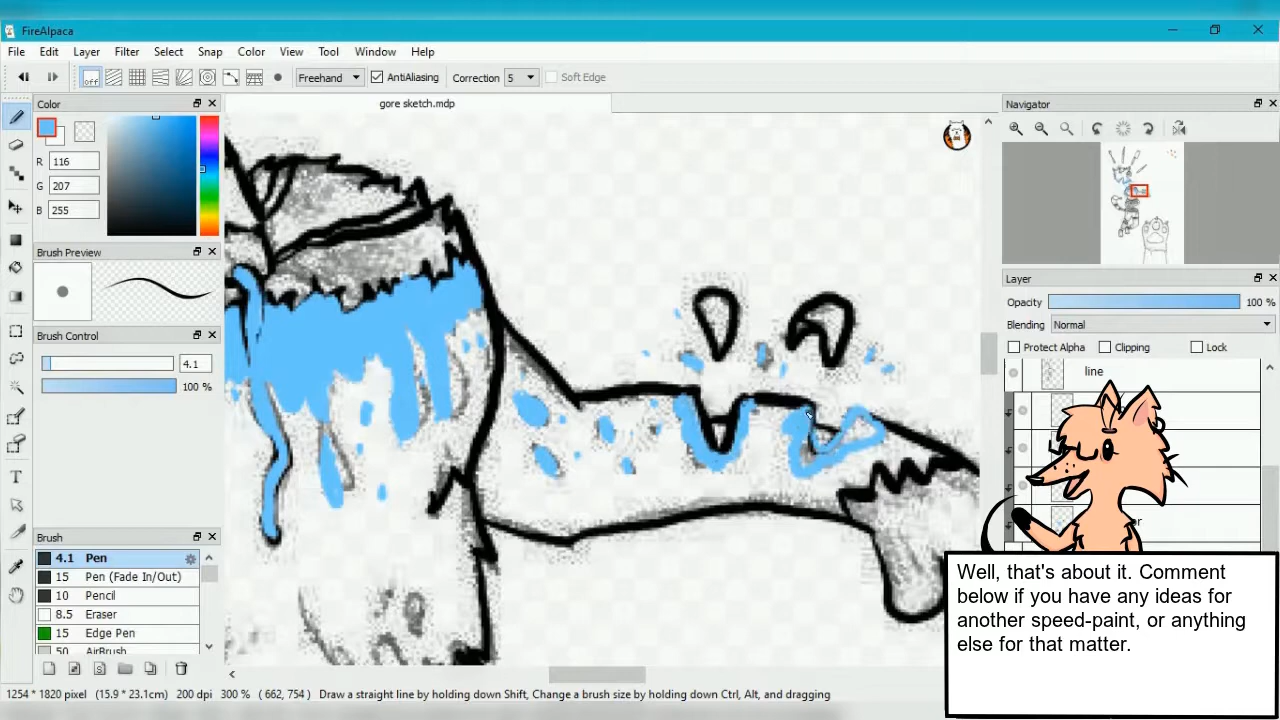 FireAlpaca
File Edit Layer Filter Select Snap Color View Tool Window Help
off Freehand AntiAliasing Correction 5 Soft Edge
Color
gore sketch.mdp
Navigator
R 116
G 207
B 255
Brush Preview
Layer
Opacity 100 %
Blending Normal
Brush Control
Protect Alpha Clipping Lock
4.1
line
100 %
Brush
4.1 Pen
15 Pen (Fade In/Out)
10 Pencil
8.5 Eraser
15 Edge Pen
50 AirBrush
Well, that's about it. Comment
below if you have any ideas for
another speed-paint, or anything
else for that matter.
1254 * 1820 pixel (15.9 * 23.1cm) 200 dpi 300 % ( 662, 754 ) Draw a straight line by holding down Shift, Change a brush size by holding down Ctrl, Alt, and dragging